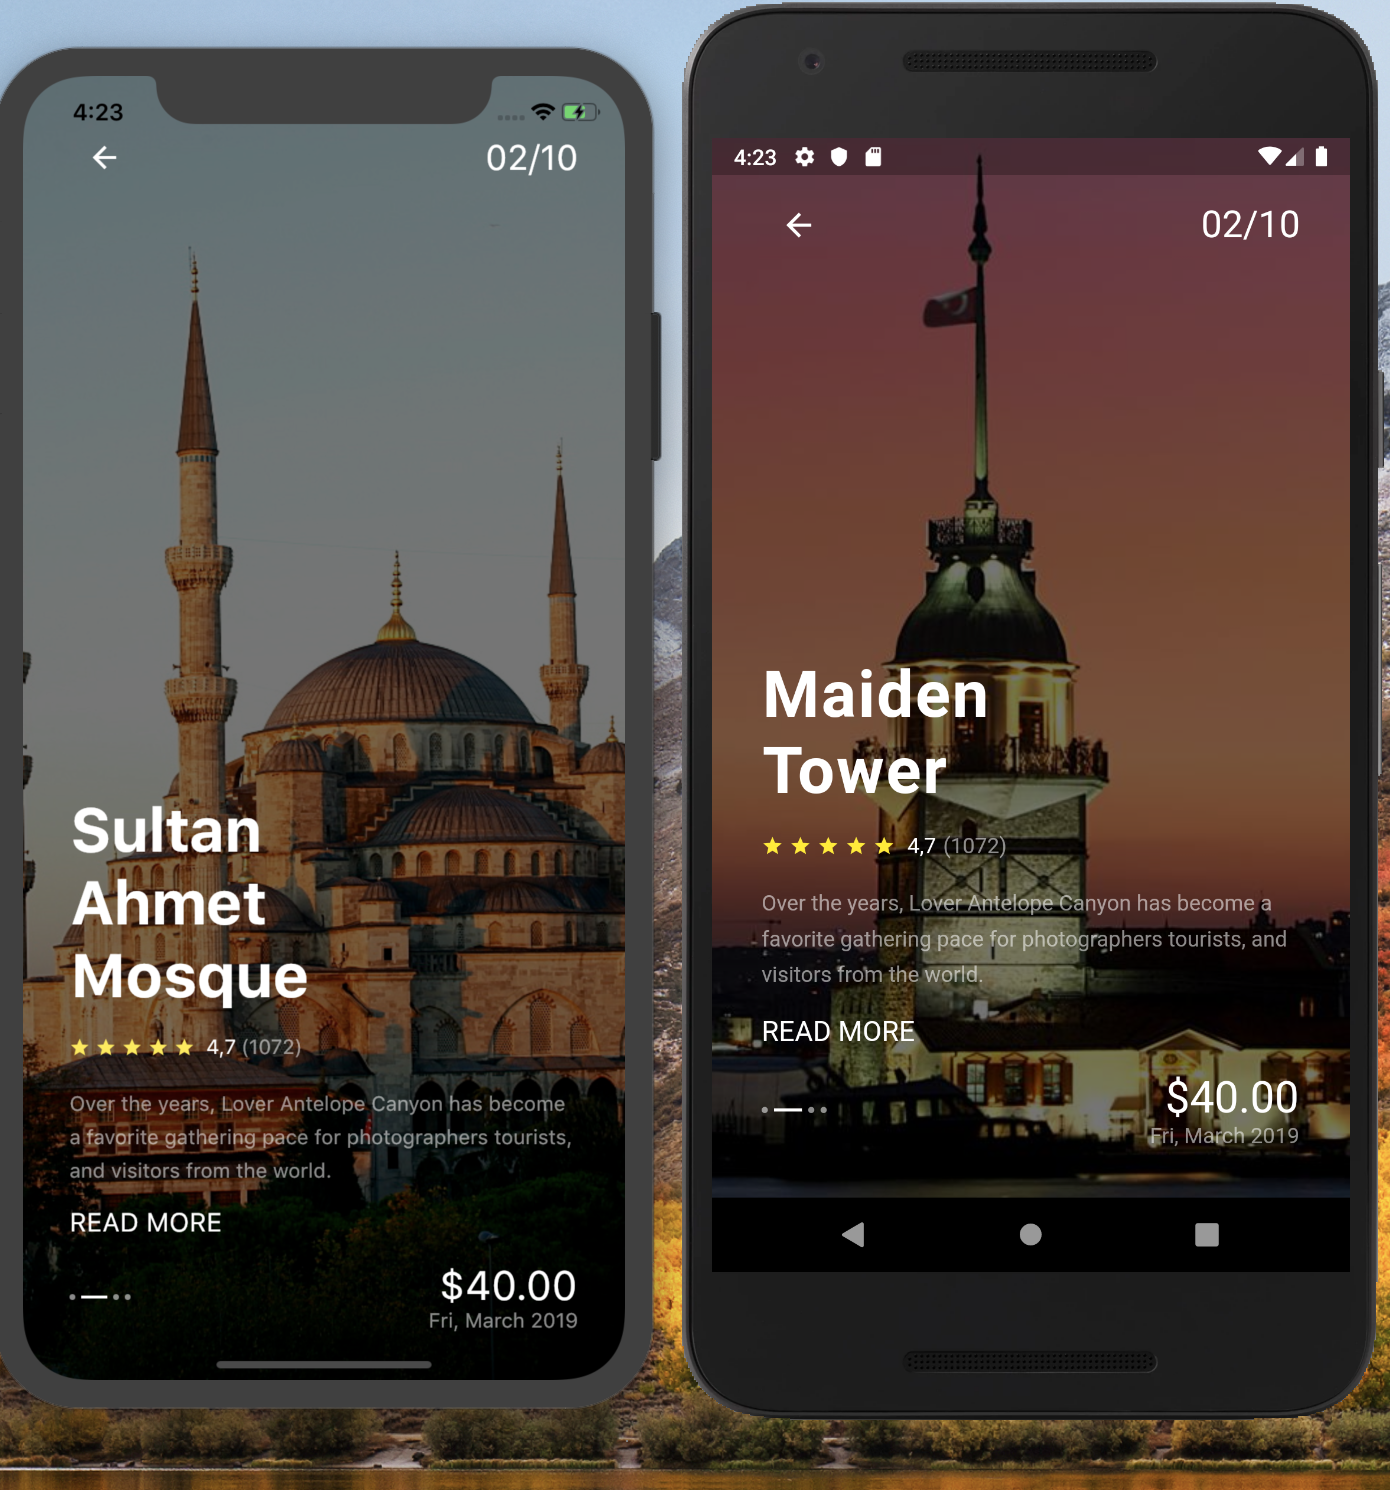 4:23
02/10
Sultan
Ahmet
Mosque
4,7 (1072)
Over the years, Lover Antelope Canyon has become
a favorite gathering pace for photographers tourists,
and visitors from the world.
READ MORE
$40.00
Fri, March 2019
4:23
02/10
Maiden
Tower
4,7 (1072)
Over the years, Lover Antelope Canyon has become a
favorite gathering pace for photographers tourists, and
visitors from the world.
READ MORE
$40.00
Fri, March 2019